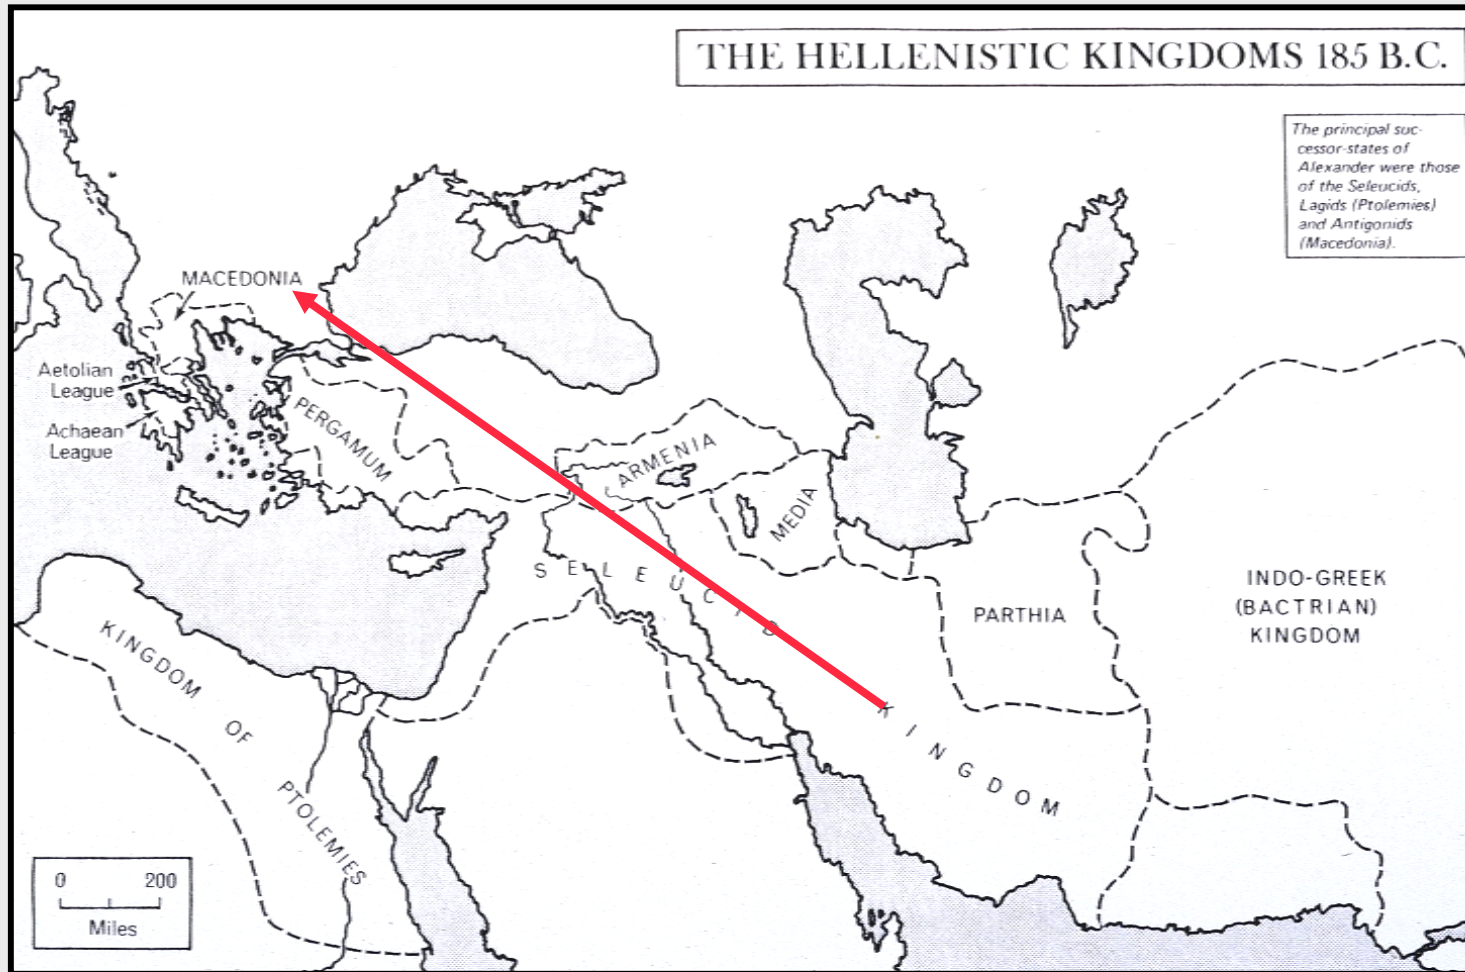 THE HELLENISTIC KINGDOMS 185 B.C.
The principal suc-
cessor-states of
Alexander were those
of the Seleucids,
Lagids (Ptolemies)
and Antigonids
(Macedonia).
MACEDONIA
Aetolian
League
Achaean
League
PERGAMUM
ARMENIA
MEDIA
SELEUCID
KINGDOM
PARTHIA
INDO-GREEK
(BACTRIAN)
KINGDOM
KINGDOM
OF
PTOLEMIES
0 200
Miles